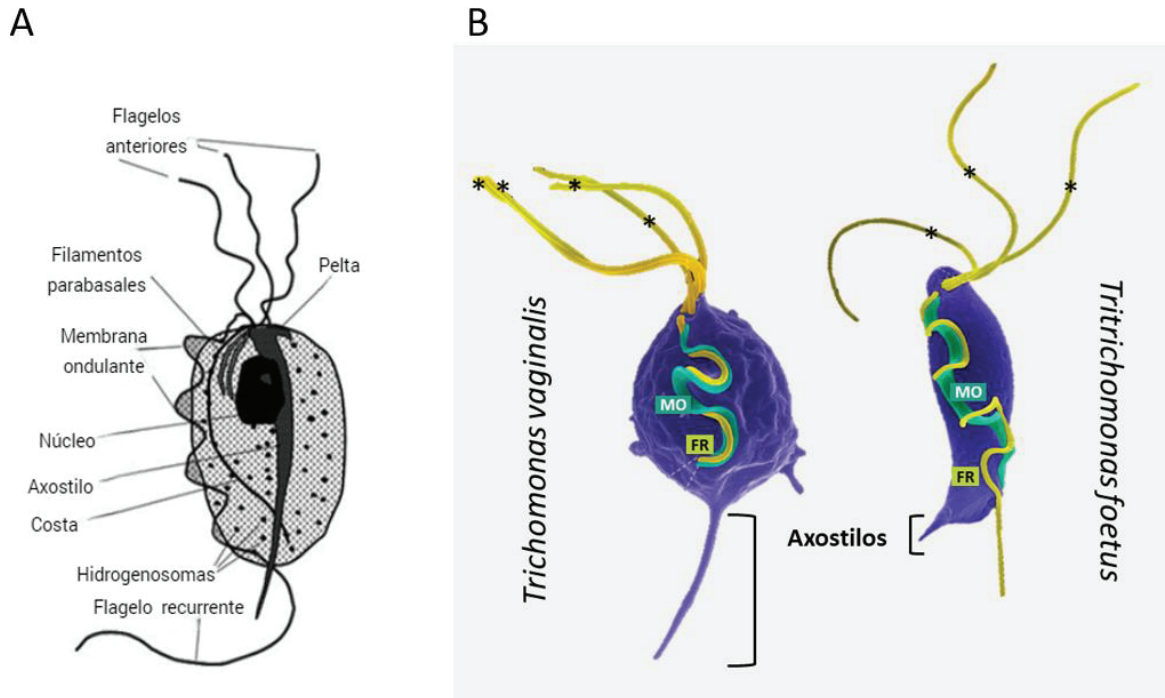 A
Flagelos
anteriores
Filamentos
parabasales
Pelta
Membrana
ondulante
Núcleo
Axostilo
Costa
Hidrogenosomas
Flagelo recurrente
B
*
*
*
*
Trichomonas vaginalis
MO
FR
Axostilos
*
*
*
MO
FR
Tritrichomonas foetus